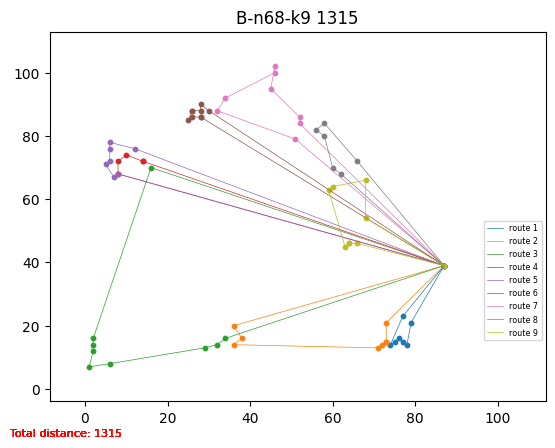 B-n68-k9 1315
100
80
60
40
20
0
0 20 40 60 80 100
route 1
route 2
route 3
route 4
route 5
route 6
route 7
route 8
route 9
Total distance: 1315